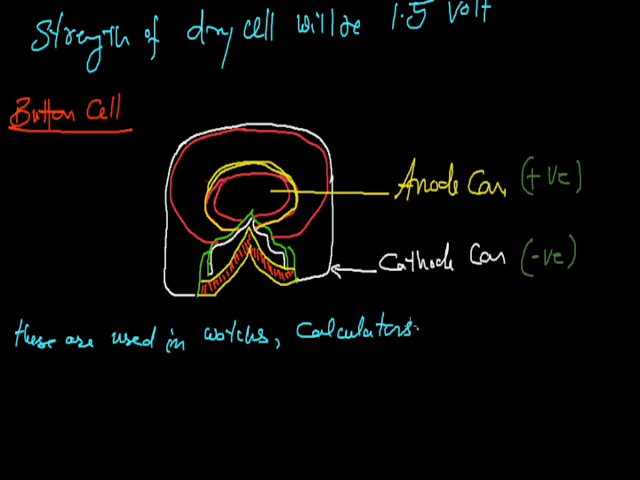 Strength of dry cell will be 1.5 Volt
Button Cell
Anode Can (+ve)
Cathode Can (-ve)
these are used in watchs, Calculators